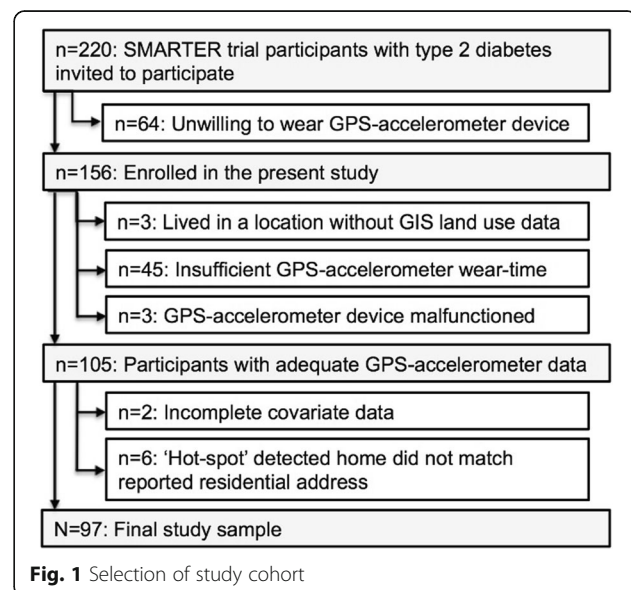 n=220: SMARTER trial participants with type 2 diabetes
invited to participate
n=64: Unwilling to wear GPS-accelerometer device
n=156: Enrolled in the present study
n=3: Lived in a location without GIS land use data
n=45: Insufficient GPS-accelerometer wear-time
n=3: GPS-accelerometer device malfunctioned
n=105: Participants with adequate GPS-accelerometer data
n=2: Incomplete covariate data
n=6: ‘Hot-spot’ detected home did not match
reported residential address
N=97: Final study sample
Fig. 1 Selection of study cohort